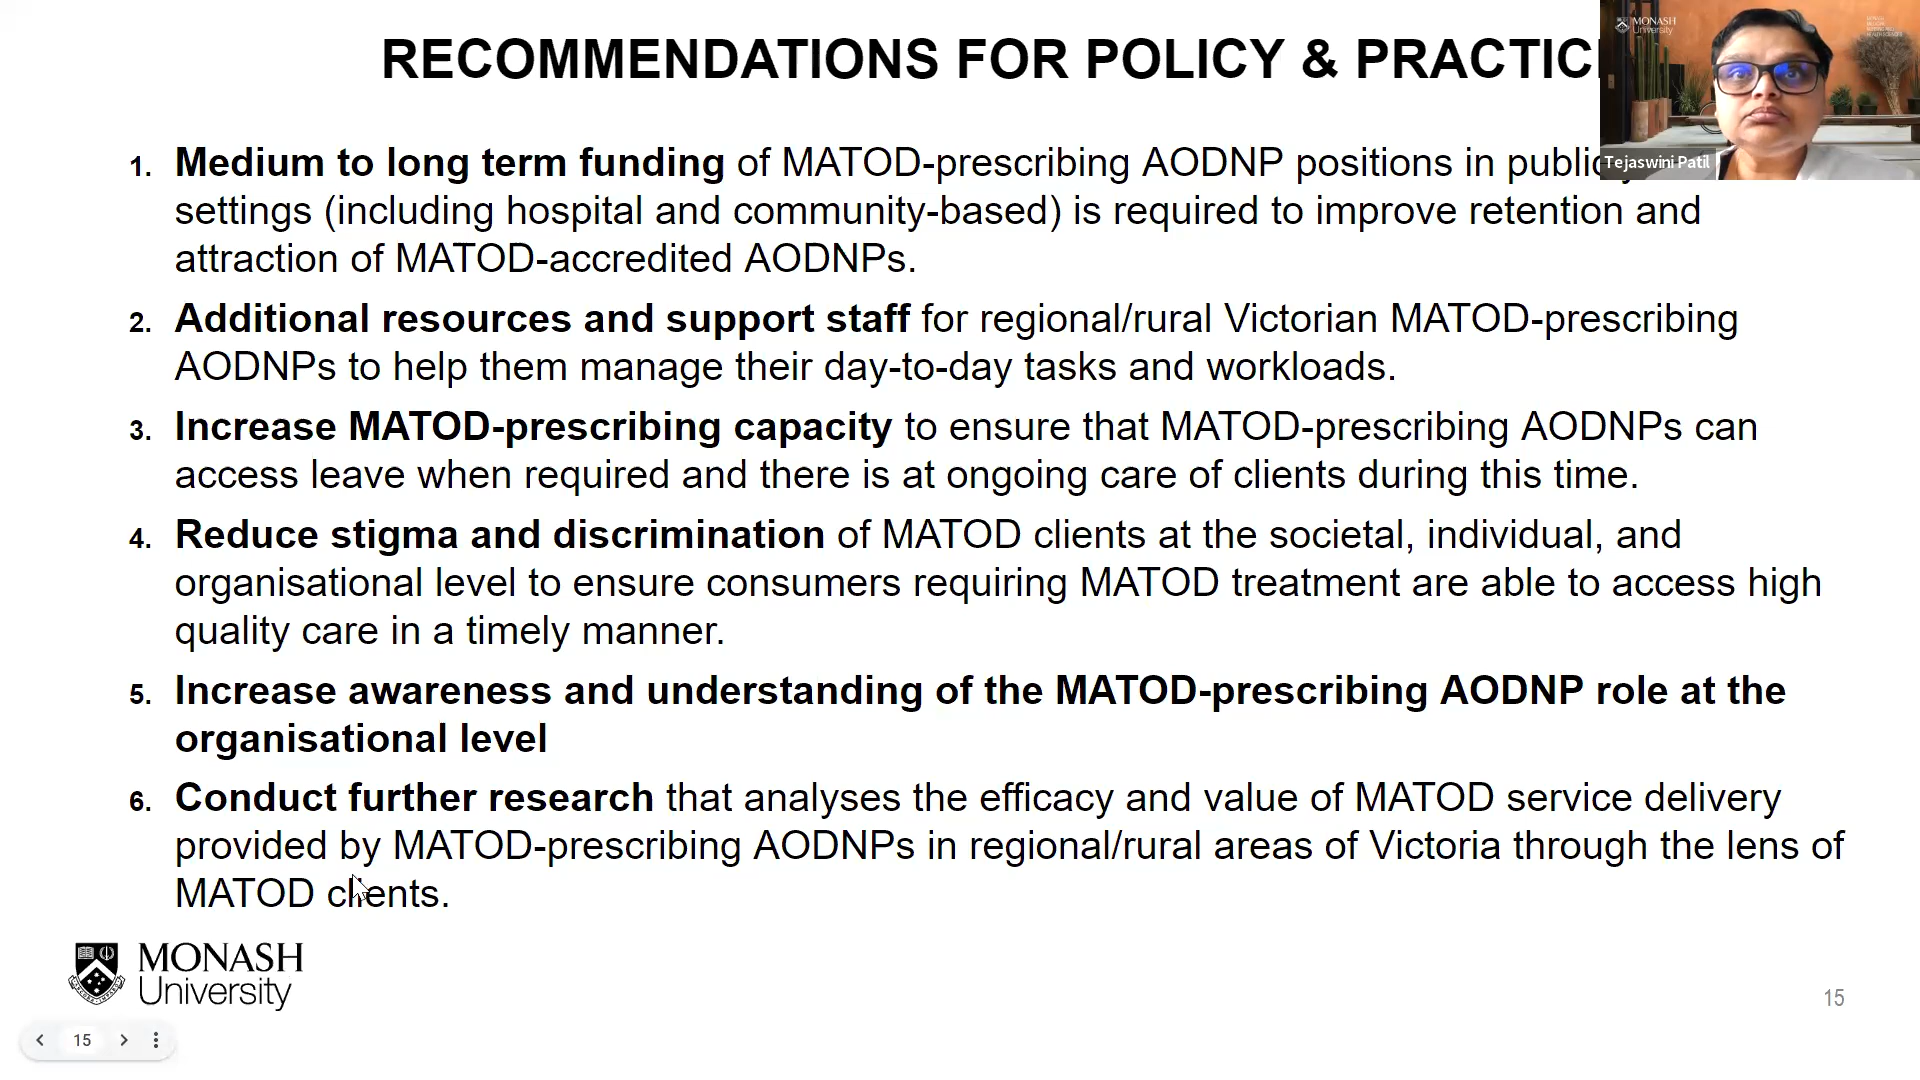 RECOMMENDATIONS FOR POLICY & PRACTIC
MONASH
University
Tejaswini Patil
1. Medium to long term funding of MATOD-prescribing AODNP positions in public
settings (including hospital and community-based) is required to improve retention and
attraction of MATOD-accredited AODNPs.
2. Additional resources and support staff for regional/rural Victorian MATOD-prescribing
AODNPs to help them manage their day-to-day tasks and workloads.
3. Increase MATOD-prescribing capacity to ensure that MATOD-prescribing AODNPs can
access leave when required and there is at ongoing care of clients during this time.
4. Reduce stigma and discrimination of MATOD clients at the societal, individual, and
organisational level to ensure consumers requiring MATOD treatment are able to access high
quality care in a timely manner.
5. Increase awareness and understanding of the MATOD-prescribing AODNP role at the
organisational level
6. Conduct further research that analyses the efficacy and value of MATOD service delivery
provided by MATOD-prescribing AODNPs in regional/rural areas of Victoria through the lens of
MATOD clients.
MONASH
University
15
15